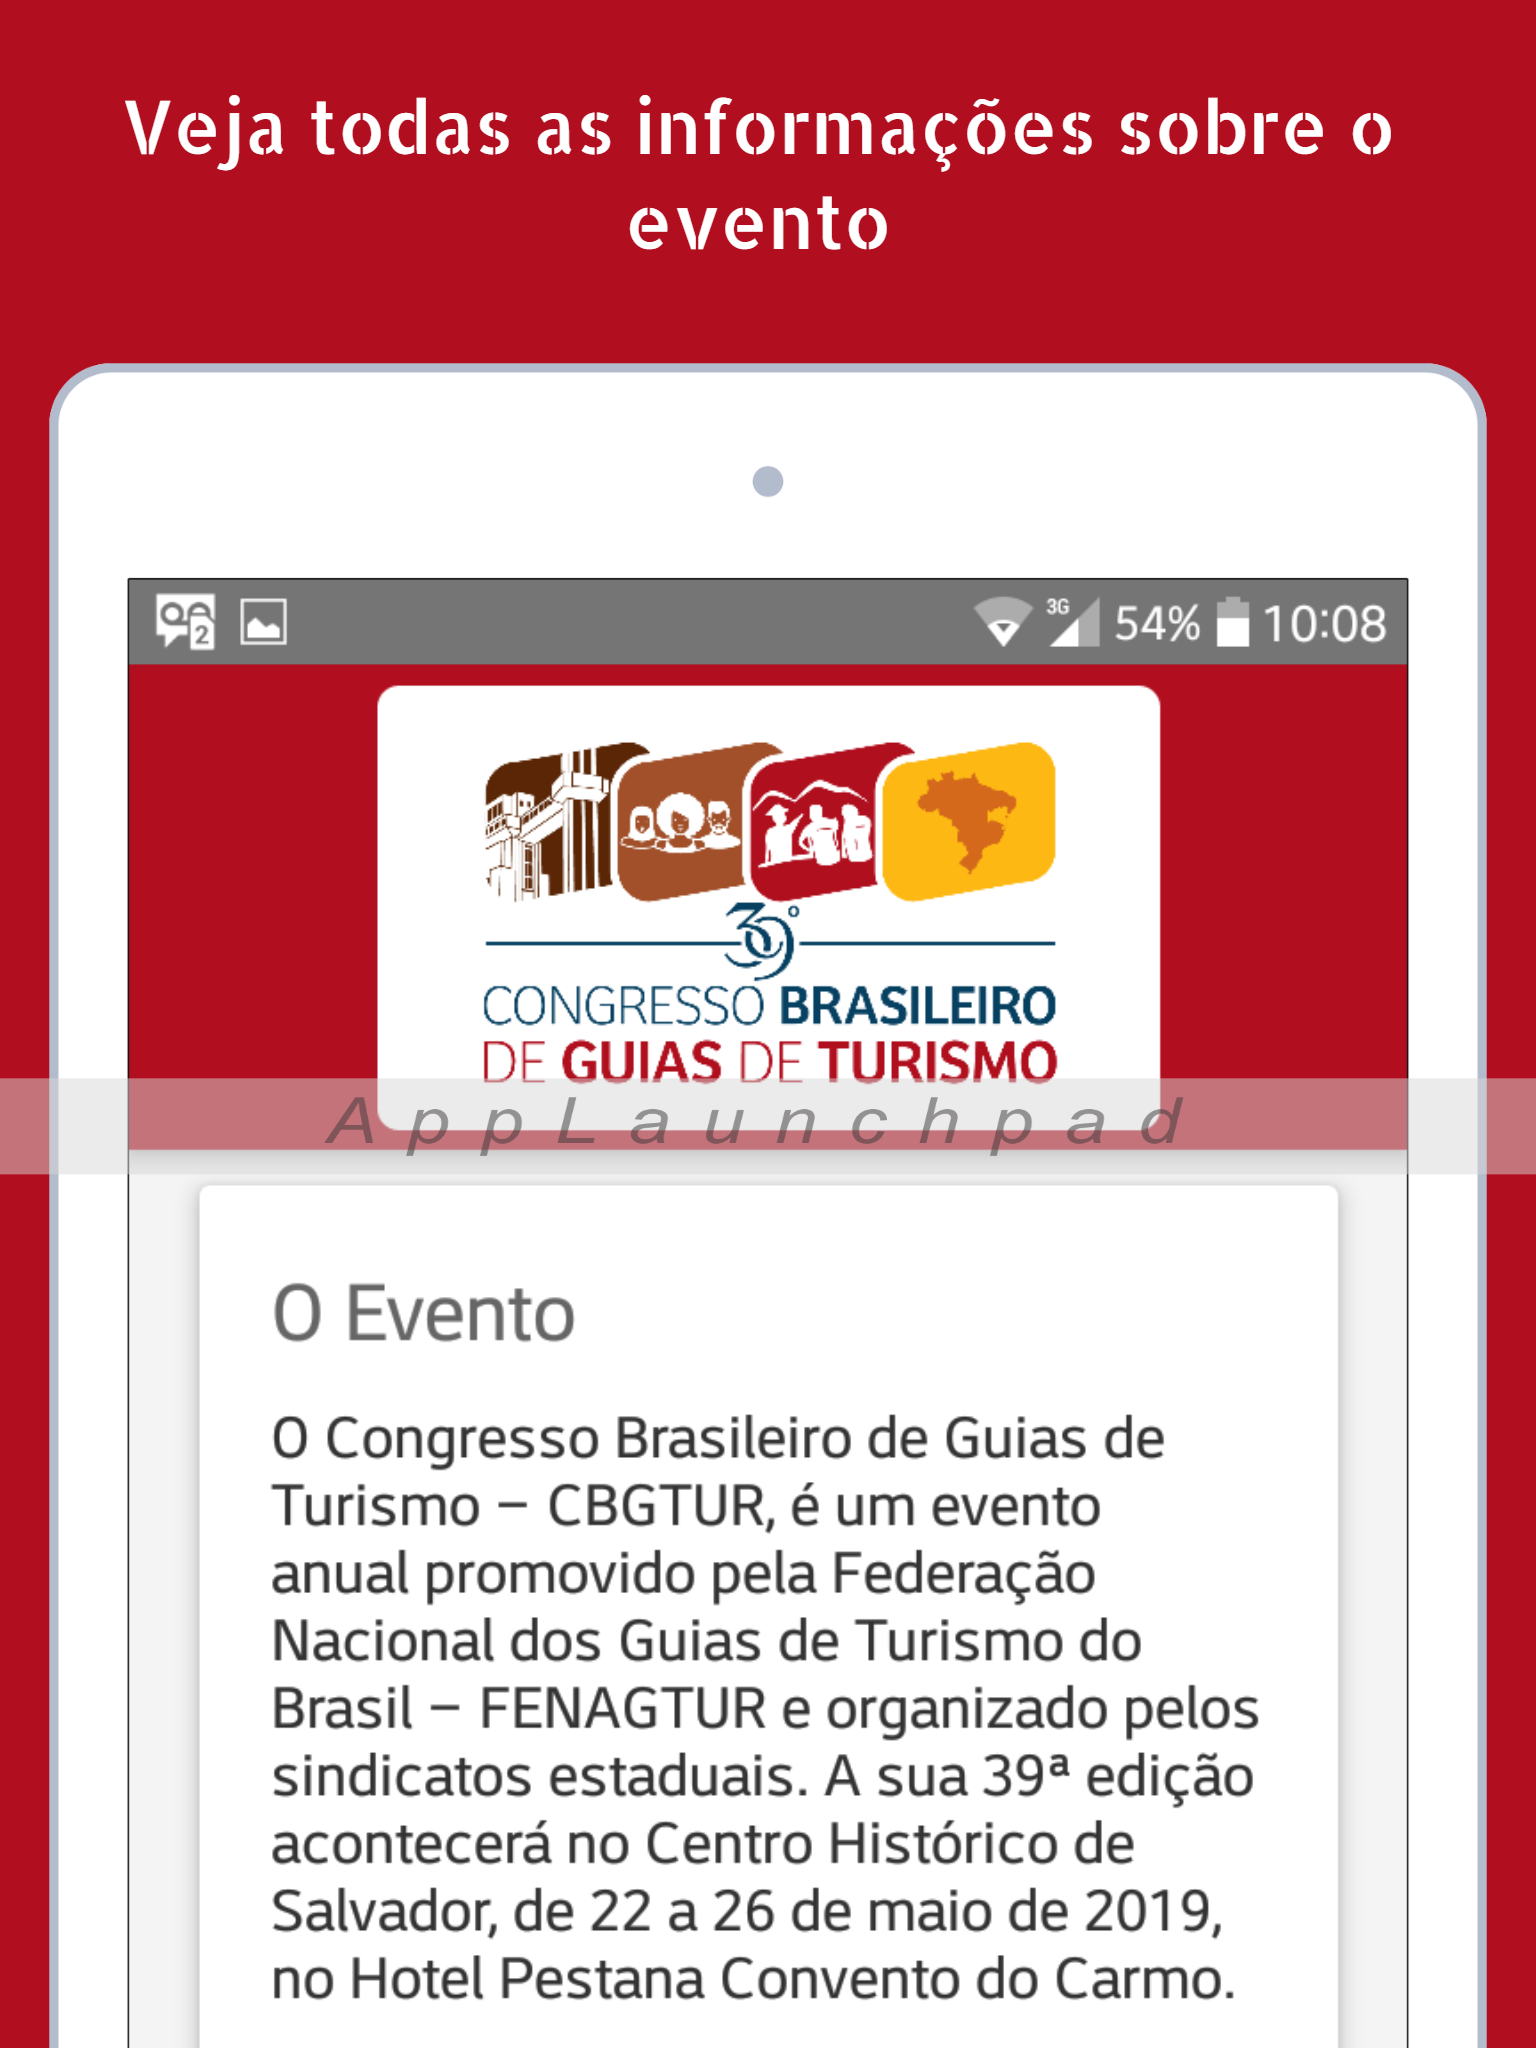 Veja todas as informações sobre o
evento
2
3G 54% 10:08
39°
CONGRESSO BRASILEIRO
DE GUIAS DE TURISMO
AppLaunchpad
O Evento
O Congresso Brasileiro de Guias de
Turismo – CBGTUR, é um evento
anual promovido pela Federação
Nacional dos Guias de Turismo do
Brasil – FENAGTUR e organizado pelos
sindicatos estaduais. A sua 39ª edição
acontecerá no Centro Histórico de
Salvador, de 22 a 26 de maio de 2019,
no Hotel Pestana Convento do Carmo.